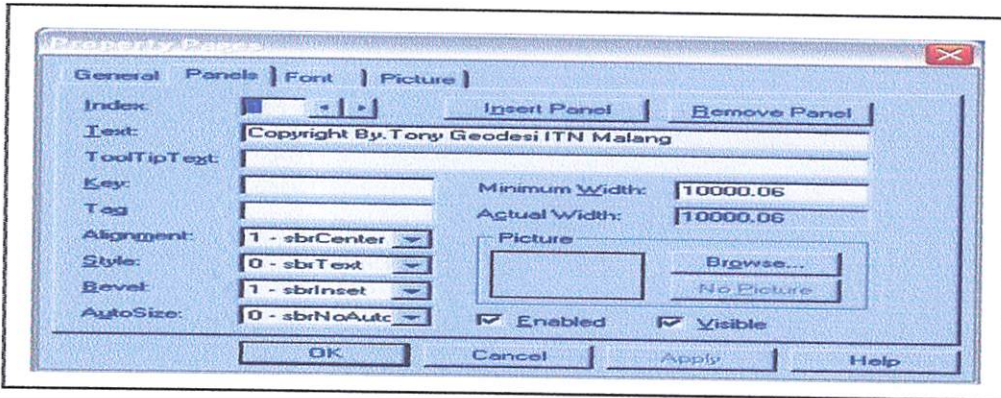 Property Pages
General Panels Font Picture
Index: Insert Panel Remove Panel
Text: Copyright By.Tony Geodesi ITN Malang
ToolTipText:
Key: Minimum Width: 10000.06
Tag Actual Width: 10000.06
Alignment: 1 - sbrCenter Picture
Style: 0 - sbrText Browse...
Bevel: 1 - sbrInset No Picture
AutoSize: 0 - sbrNoAuto Enabled Visible
OK Cancel Apply Help